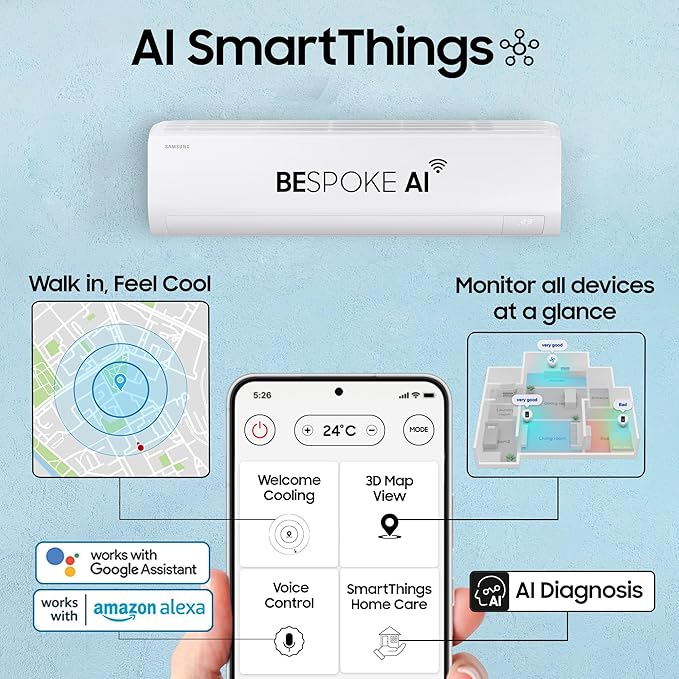 AI SmartThings
SAMSUNG
BESPOKE AI
Walk in, Feel Cool
Monitor all devices
at a glance
very good
very good
Bad
Living room
5:26
24°C
MODE
Welcome
Cooling
3D Map
View
works with
Google Assistant
works
with
amazon alexa
Voice
Control
SmartThings
Home Care
AI
AI Diagnosis